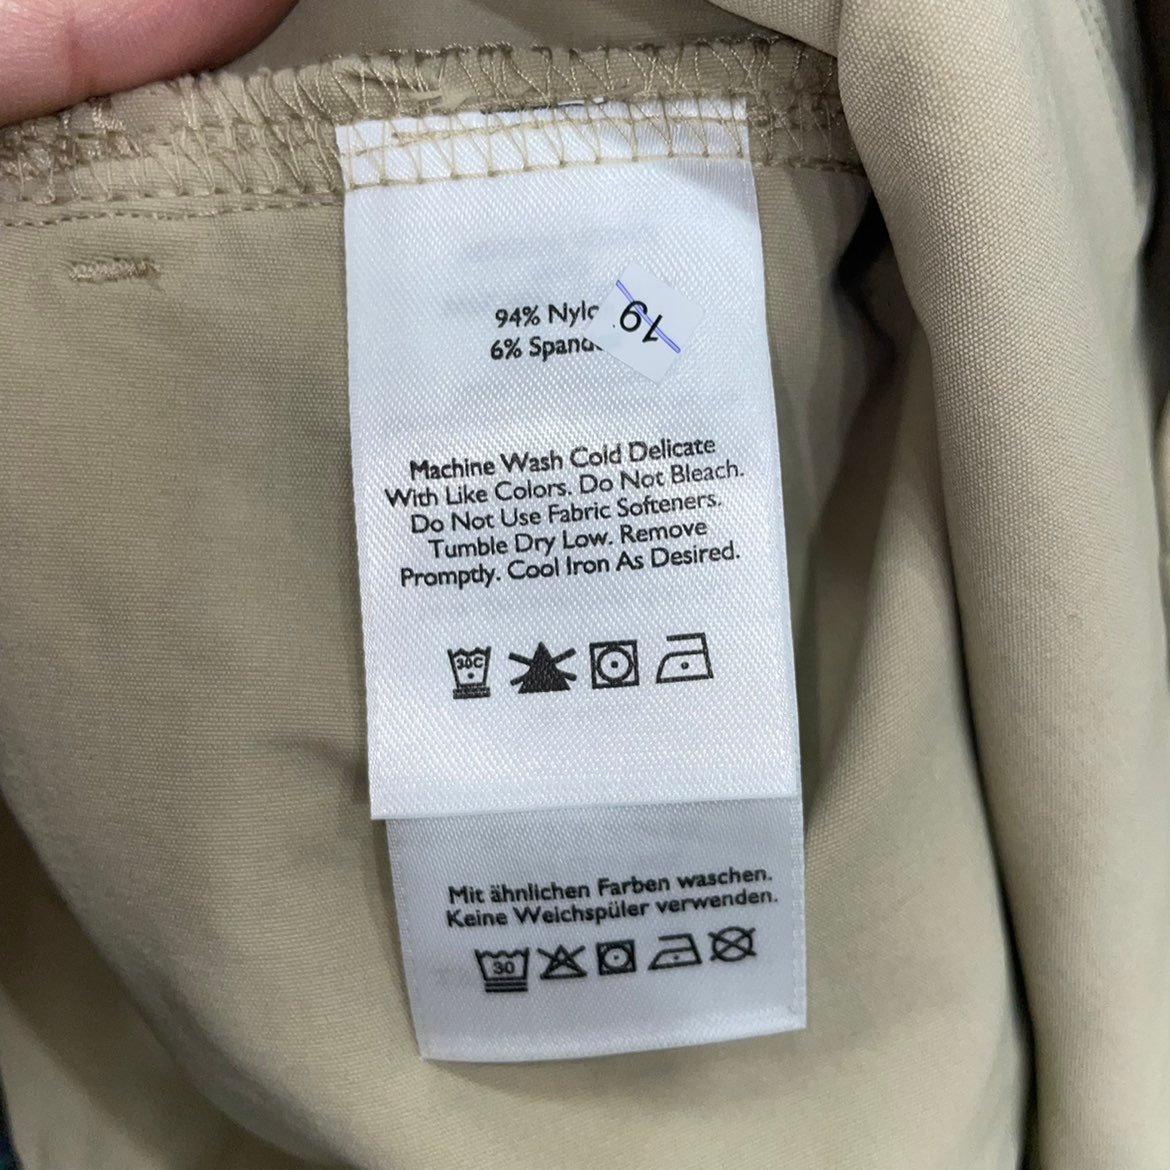 94% Nylo
6% Spand
19
Machine Wash Cold Delicate
With Like Colors. Do Not Bleach.
Do Not Use Fabric Softeners.
Tumble Dry Low. Remove
Promptly. Cool Iron As Desired.
30C
Mit ähnlichen Farben waschen.
Keine Weichspüler verwenden.
30